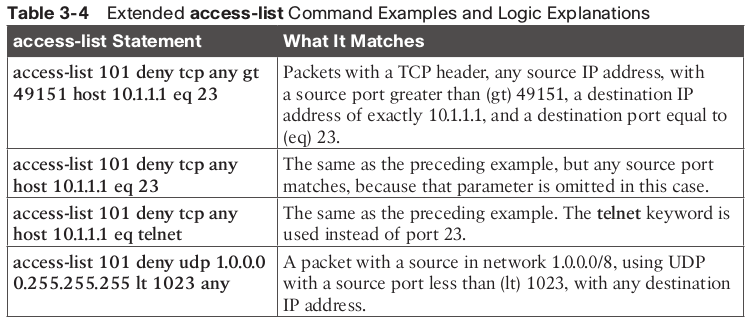 Table 3-4 Extended access-list Command Examples and Logic Explanations
access-list Statement
What It Matches
access-list 101 deny tcp any gt
49151 host 10.1.1.1 eq 23
Packets with a TCP header, any source IP address, with
a source port greater than (gt) 49151, a destination IP
address of exactly 10.1.1.1, and a destination port equal to
(eq) 23.
access-list 101 deny tcp any
host 10.1.1.1 eq 23
The same as the preceding example, but any source port
matches, because that parameter is omitted in this case.
access-list 101 deny tcp any
host 10.1.1.1 eq telnet
The same as the preceding example. The telnet keyword is
used instead of port 23.
access-list 101 deny udp 1.0.0.0
0.255.255.255 lt 1023 any
A packet with a source in network 1.0.0.0/8, using UDP
with a source port less than (lt) 1023, with any destination
IP address.